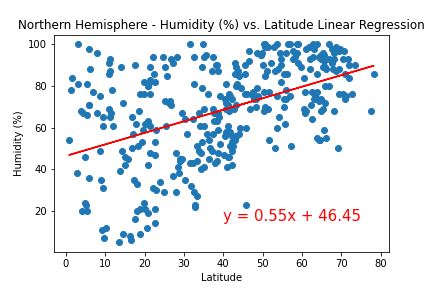 Northern Hemisphere - Humidity (%) vs. Latitude Linear Regression
100
80
60
40
20
Humidity (%)
y = 0.55x + 46.45
0 10 20 30 40 50 60 70 80
Latitude